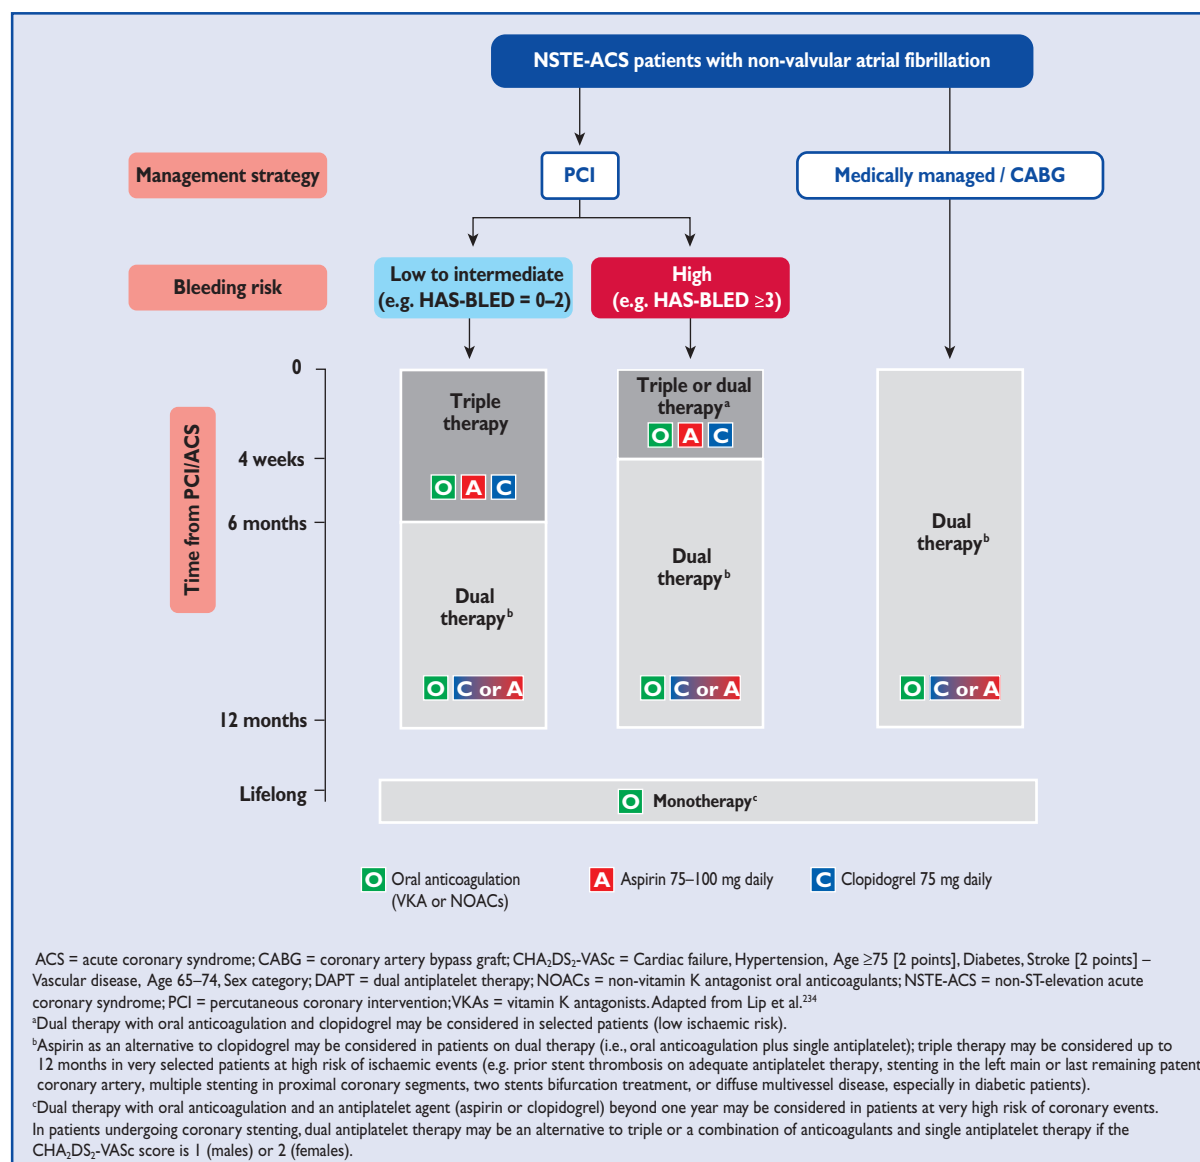 NSTE-ACS patients with non-valvular atrial fibrillation
Management strategy
PCI
Medically managed / CABG
Bleeding risk
Low to intermediate
(e.g. HAS-BLED = 0–2)
High
(e.g. HAS-BLED ≥3)
Time from PCI/ACS
0
4 weeks
6 months
12 months
Lifelong
Triple
therapy
O A C
Dual
therapyᵇ
O C or A
Triple or dual
therapyᵃ
O A C
Dual
therapyᵇ
O C or A
Dual
therapyᵇ
O C or A
O Monotherapyᶜ
O Oral anticoagulation
(VKA or NOACs)
A Aspirin 75–100 mg daily
C Clopidogrel 75 mg daily
ACS = acute coronary syndrome; CABG = coronary artery bypass graft; CHA₂DS₂-VASc = Cardiac failure, Hypertension, Age ≥75 [2 points], Diabetes, Stroke [2 points] –
Vascular disease, Age 65–74, Sex category; DAPT = dual antiplatelet therapy; NOACs = non-vitamin K antagonist oral anticoagulants; NSTE-ACS = non-ST-elevation acute
coronary syndrome; PCI = percutaneous coronary intervention; VKAs = vitamin K antagonists. Adapted from Lip et al.²³⁴
ᵃDual therapy with oral anticoagulation and clopidogrel may be considered in selected patients (low ischaemic risk).
ᵇAspirin as an alternative to clopidogrel may be considered in patients on dual therapy (i.e., oral anticoagulation plus single antiplatelet); triple therapy may be considered up to
12 months in very selected patients at high risk of ischaemic events (e.g. prior stent thrombosis on adequate antiplatelet therapy, stenting in the left main or last remaining patent
coronary artery, multiple stenting in proximal coronary segments, two stents bifurcation treatment, or diffuse multivessel disease, especially in diabetic patients).
ᶜDual therapy with oral anticoagulation and an antiplatelet agent (aspirin or clopidogrel) beyond one year may be considered in patients at very high risk of coronary events.
In patients undergoing coronary stenting, dual antiplatelet therapy may be an alternative to triple or a combination of anticoagulants and single antiplatelet therapy if the
CHA₂DS₂-VASc score is 1 (males) or 2 (females).